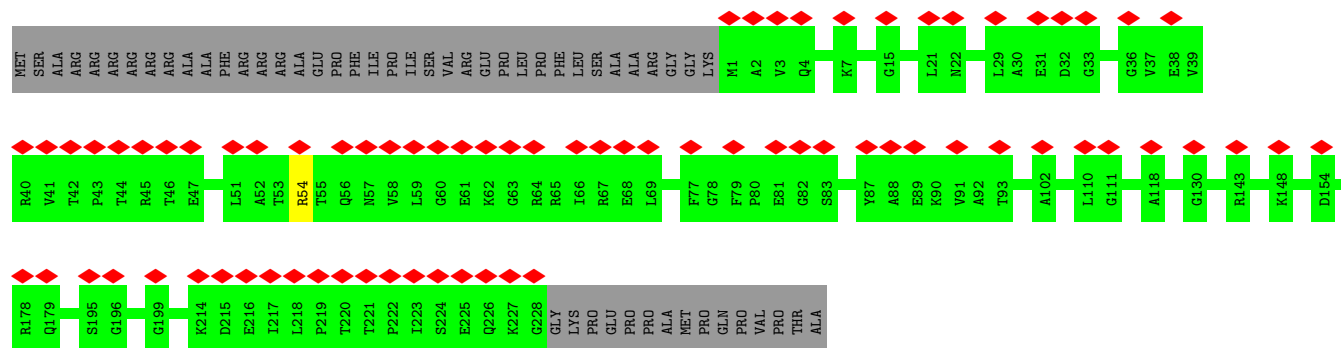 MET SER ALA ARG ARG ARG ARG ARG ARG ALA ALA PHE ARG ARG ARG ALA GLU PRO PHE ILE PRO ILE SER VAL ARG GLU PRO LEU PRO PHE LEU SER ALA ALA ARG GLY GLY LYS M1 A2 V3 Q4 K7 G15 L21 N22 L29 A30 E31 D32 G33 G36 V37 E38 V39
R40 V41 T42 P43 T44 R45 T46 E47 L51 A52 T53 R54 T55 Q56 N57 V58 L59 G60 E61 K62 G63 R64 R65 I66 R67 E68 L69 F77 G78 F79 P80 E81 G82 S83 Y87 A88 E89 K90 V91 A92 T93 A102 L110 G111 A118 G130 R143 K148 D154
R178 Q179 S195 G196 G199 K214 D215 E216 I217 L218 P219 T220 T221 P222 I223 S224 E225 Q226 K227 G228 GLY LYS PRO GLU PRO PRO ALA MET PRO GLN PRO VAL PRO THR ALA